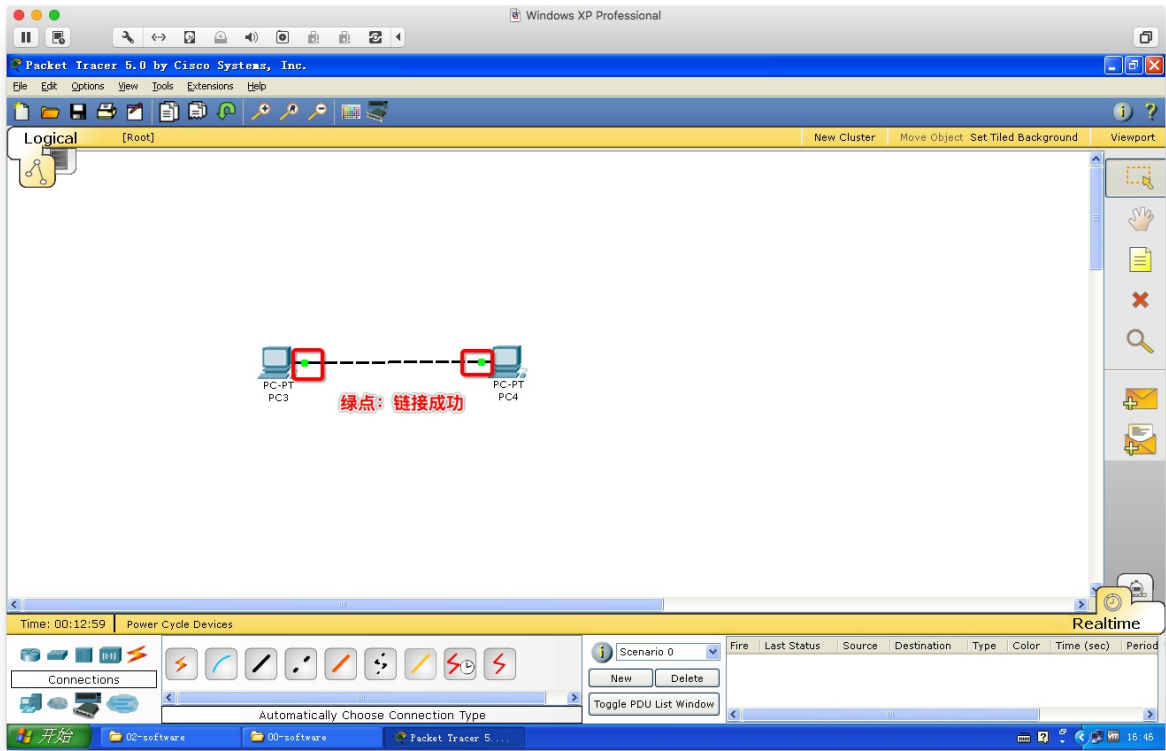 Windows XP Professional
Packet Tracer 5.0 by Cisco Systems, Inc.
File Edit Options View Tools Extensions Help
Logical [Root] New Cluster Move Object Set Tiled Background Viewport
PC-PT
PC3
PC-PT
PC4
绿点：链接成功
Time: 00:12:59 Power Cycle Devices Realtime
Connections
Automatically Choose Connection Type
Scenario 0
New Delete
Toggle PDU List Window
Fire Last Status Source Destination Type Color Time (sec) Period
开始 02-software 00-software Packet Tracer 5.... 16:46